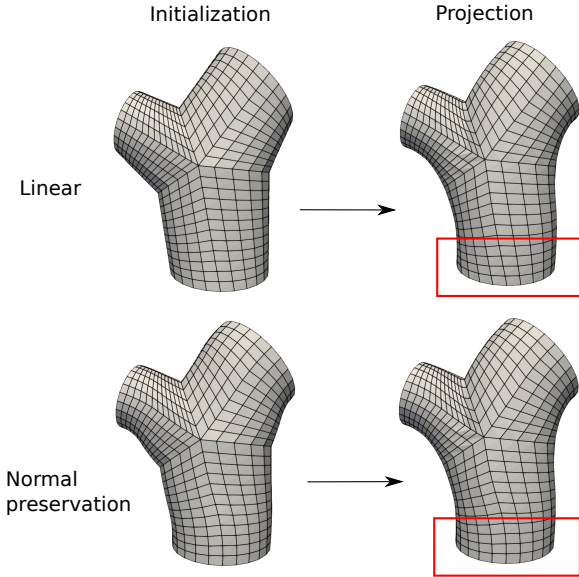 Initialization
Projection
Linear
Normal
preservation